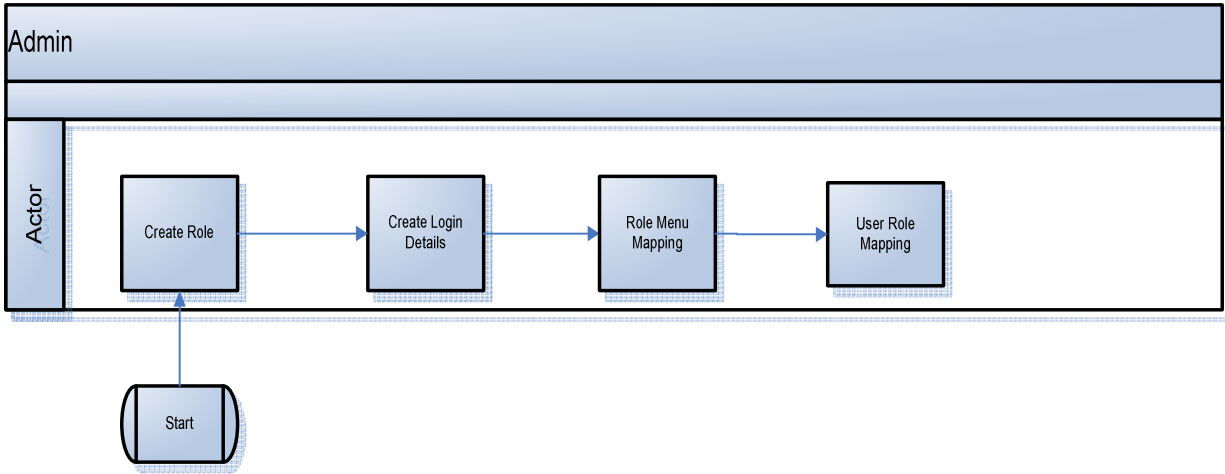 Admin
Actor
Create Role
Create Login
Details
Role Menu
Mapping
User Role
Mapping
Start